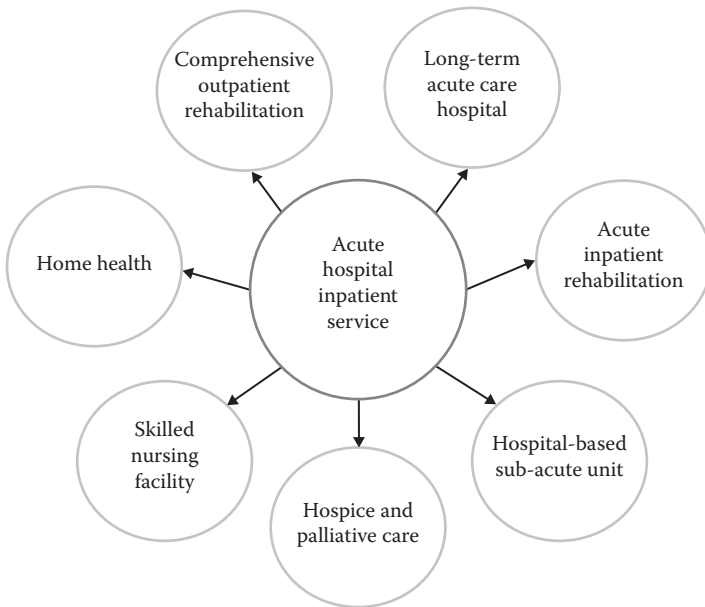 Comprehensive
outpatient
rehabilitation
Long-term
acute care
hospital
Home health
Acute
hospital
inpatient
service
Acute
inpatient
rehabilitation
Skilled
nursing
facility
Hospice and
palliative care
Hospital-based
sub-acute unit